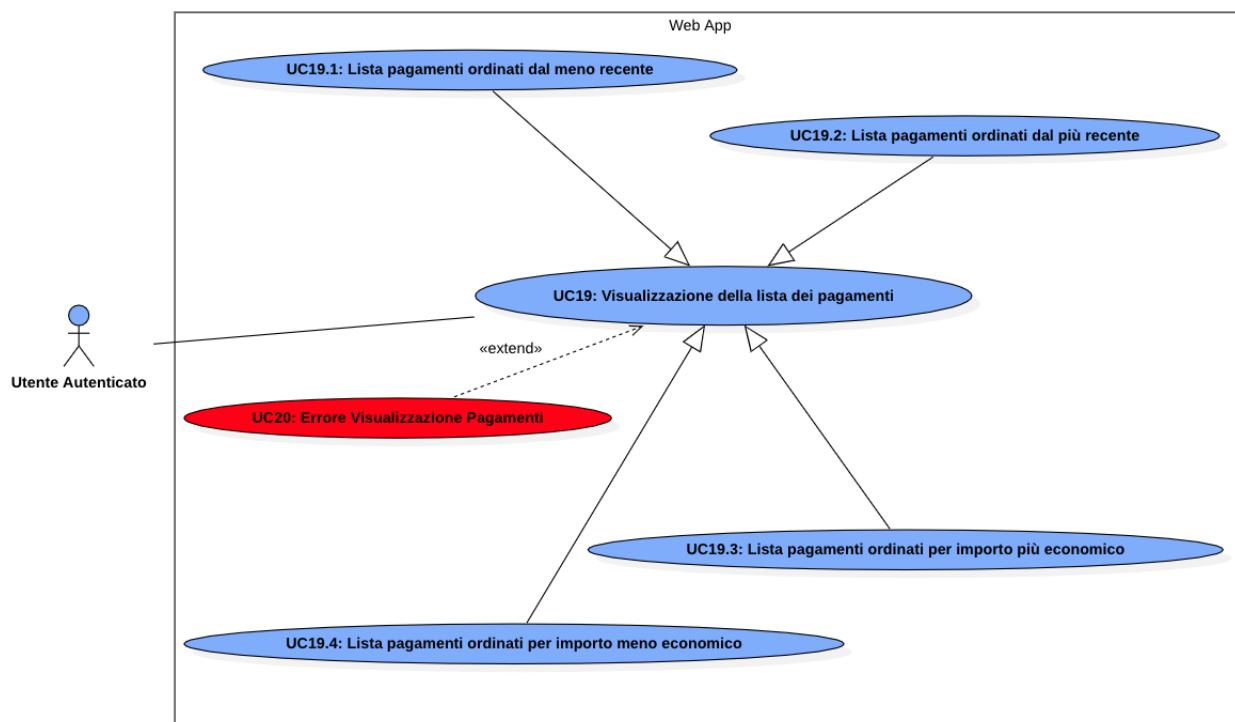 Web App
UC19.1: Lista pagamenti ordinati dal meno recente
UC19.2: Lista pagamenti ordinati dal più recente
UC19: Visualizzazione della lista dei pagamenti
«extend»
Utente Autenticato
UC20: Errore Visualizzazione Pagamenti
UC19.3: Lista pagamenti ordinati per importo più economico
UC19.4: Lista pagamenti ordinati per importo meno economico